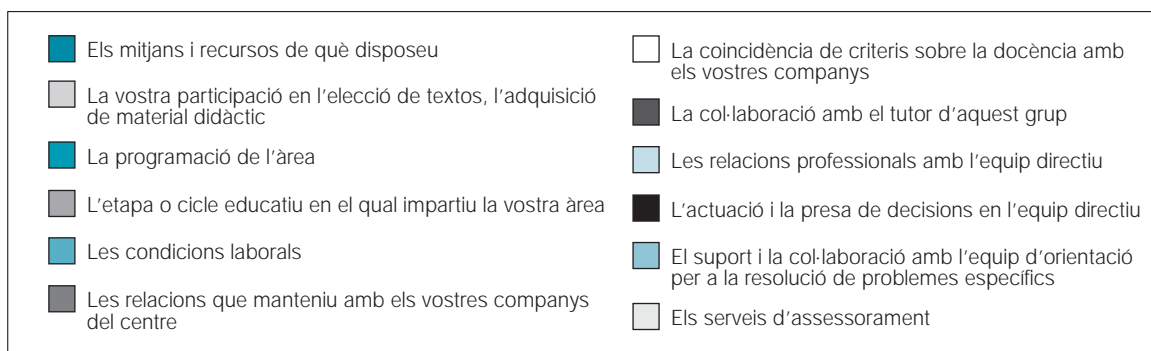 Els mitjans i recursos de què disposeu
La vostra participació en l'elecció de textos, l'adquisició
de material didàctic
La programació de l'àrea
L'etapa o cicle educatiu en el qual impartiu la vostra àrea
Les condicions laborals
Les relacions que manteniu amb els vostres companys
del centre
La coincidència de criteris sobre la docència amb
els vostres companys
La col·laboració amb el tutor d'aquest grup
Les relacions professionals amb l'equip directiu
L'actuació i la presa de decisions en l'equip directiu
El suport i la col·laboració amb l'equip d'orientació
per a la resolució de problemes específics
Els serveis d'assessorament